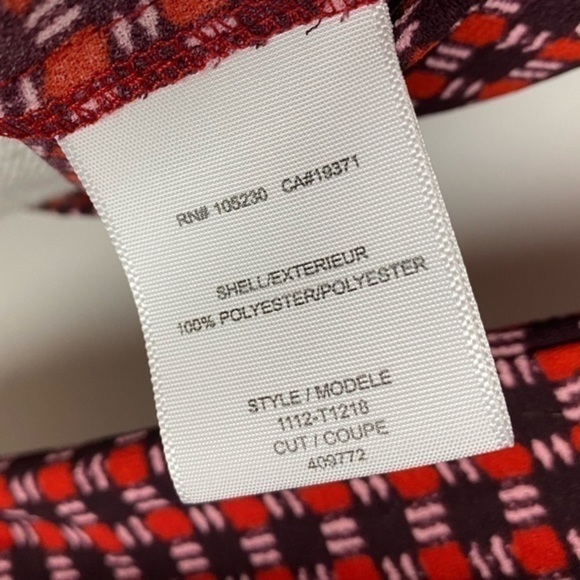 RN# 105230 CA#19371
SHELL/EXTERIEUR
100% POLYESTER/POLYESTER
STYLE / MODELE
1112-T1218
CUT / COUPE
409772